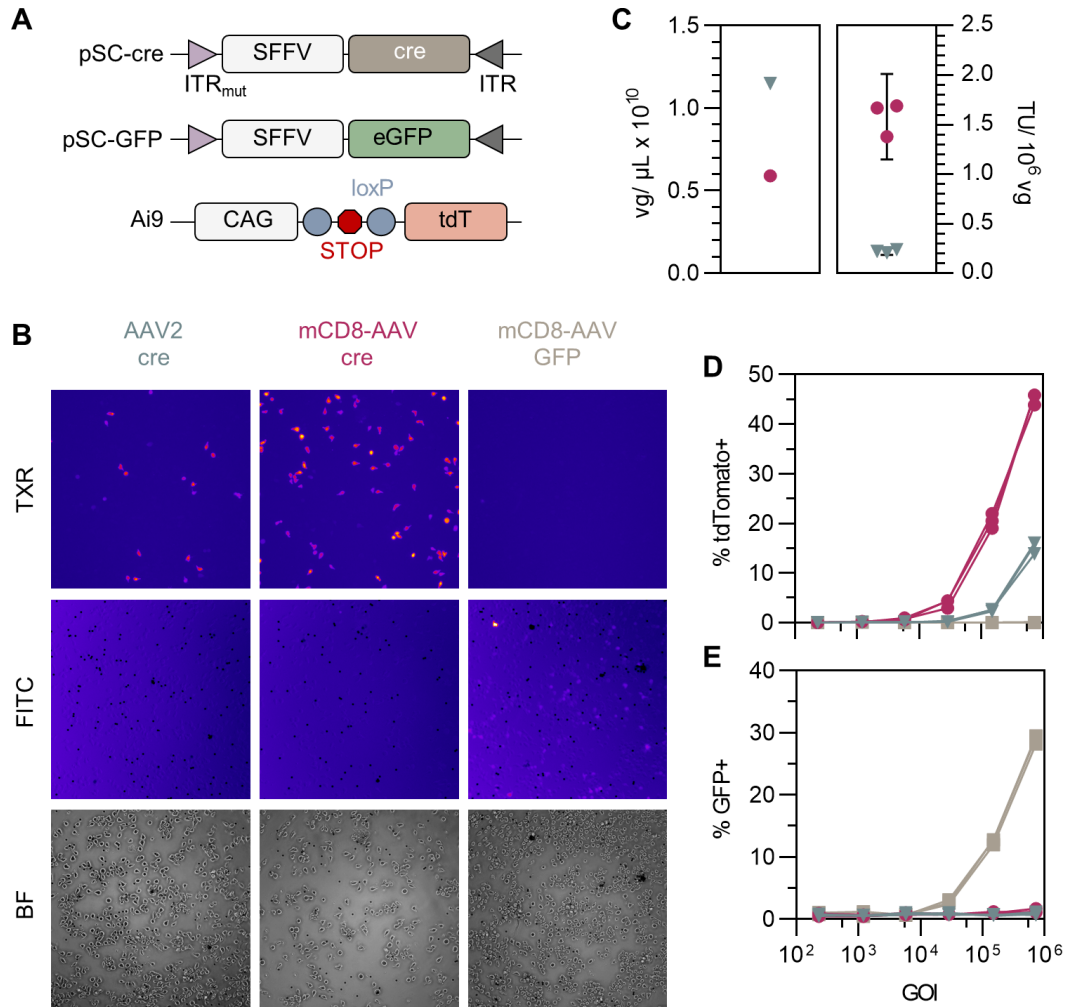 A
pSC-cre SFFV cre
ITRmut ITR
pSC-GFP SFFV eGFP
loxP
Ai9 CAG tdT
STOP
B
AAV2 cre
mCD8-AAV cre
mCD8-AAV GFP
TXR
FITC
BF
C
vg/ µL x 10^10
1.5
1.0
0.5
0.0
2.5
2.0
1.5
1.0
0.5
0.0
TU/ 10^6 vg
D
% tdTomato+
50
40
30
20
10
0
E
% GFP+
40
30
20
10
0
10^2 10^3 10^4 10^5 10^6
GOI